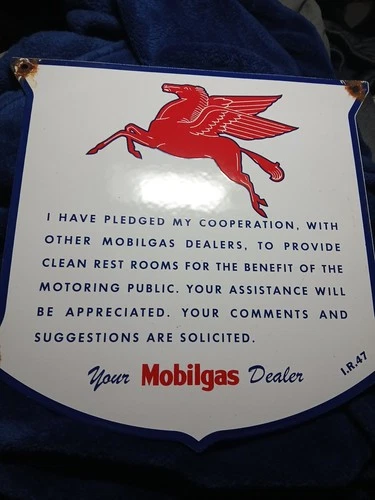 I HAVE PLEDGED MY COOPERATION, WITH
OTHER MOBILGAS DEALERS, TO PROVIDE
CLEAN REST ROOMS FOR THE BENEFIT OF THE
MOTORING PUBLIC. YOUR ASSISTANCE WILL
BE APPRECIATED. YOUR COMMENTS AND
SUGGESTIONS ARE SOLICITED.
Your Mobilgas Dealer
I.R.47